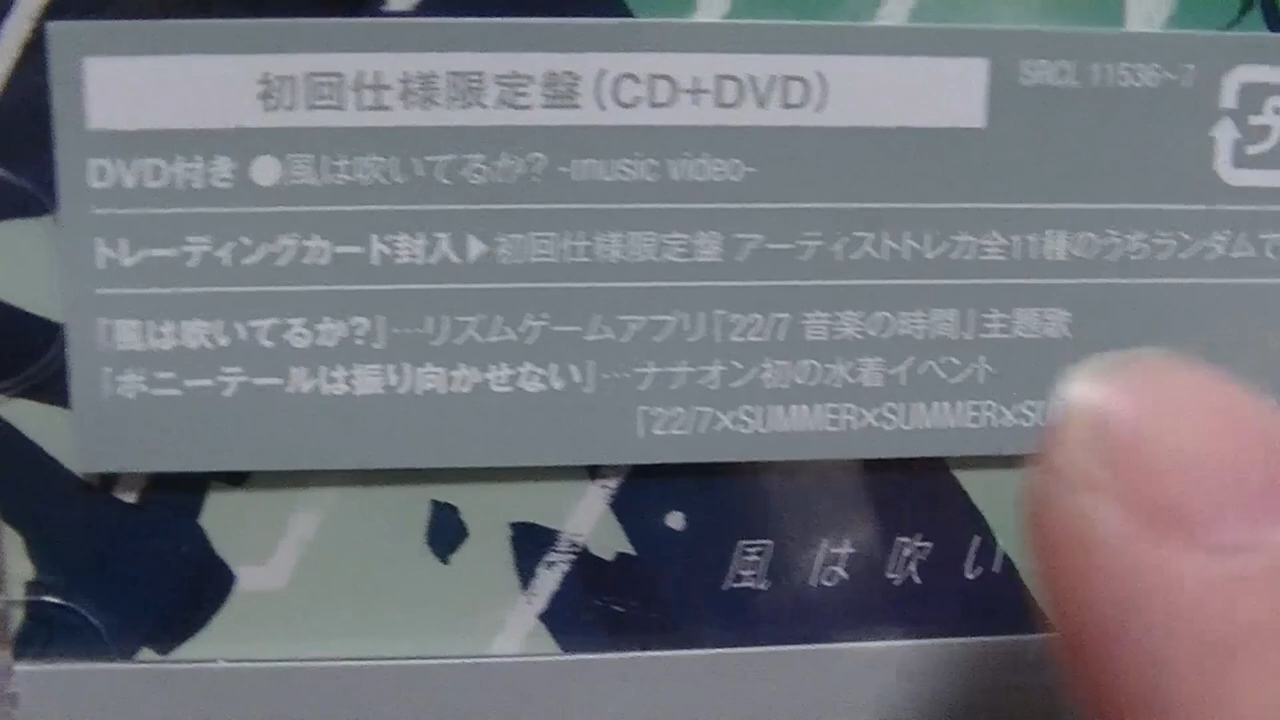 初回仕様限定盤(CD+DVD)
SRCL 11536~7
DVD付き ●風は吹いてるか? -music video-
トレーディングカード封入▶初回仕様限定盤 アーティストトレカ全11種のうちランダムで
『風は吹いてるか?』…リズムゲームアプリ「22/7 音楽の時間」主題歌
『ポニーテールは振り向かせない』…ナナオン初の水着イベント
「22/7×SUMMER×SUMMER×SU
風は吹い